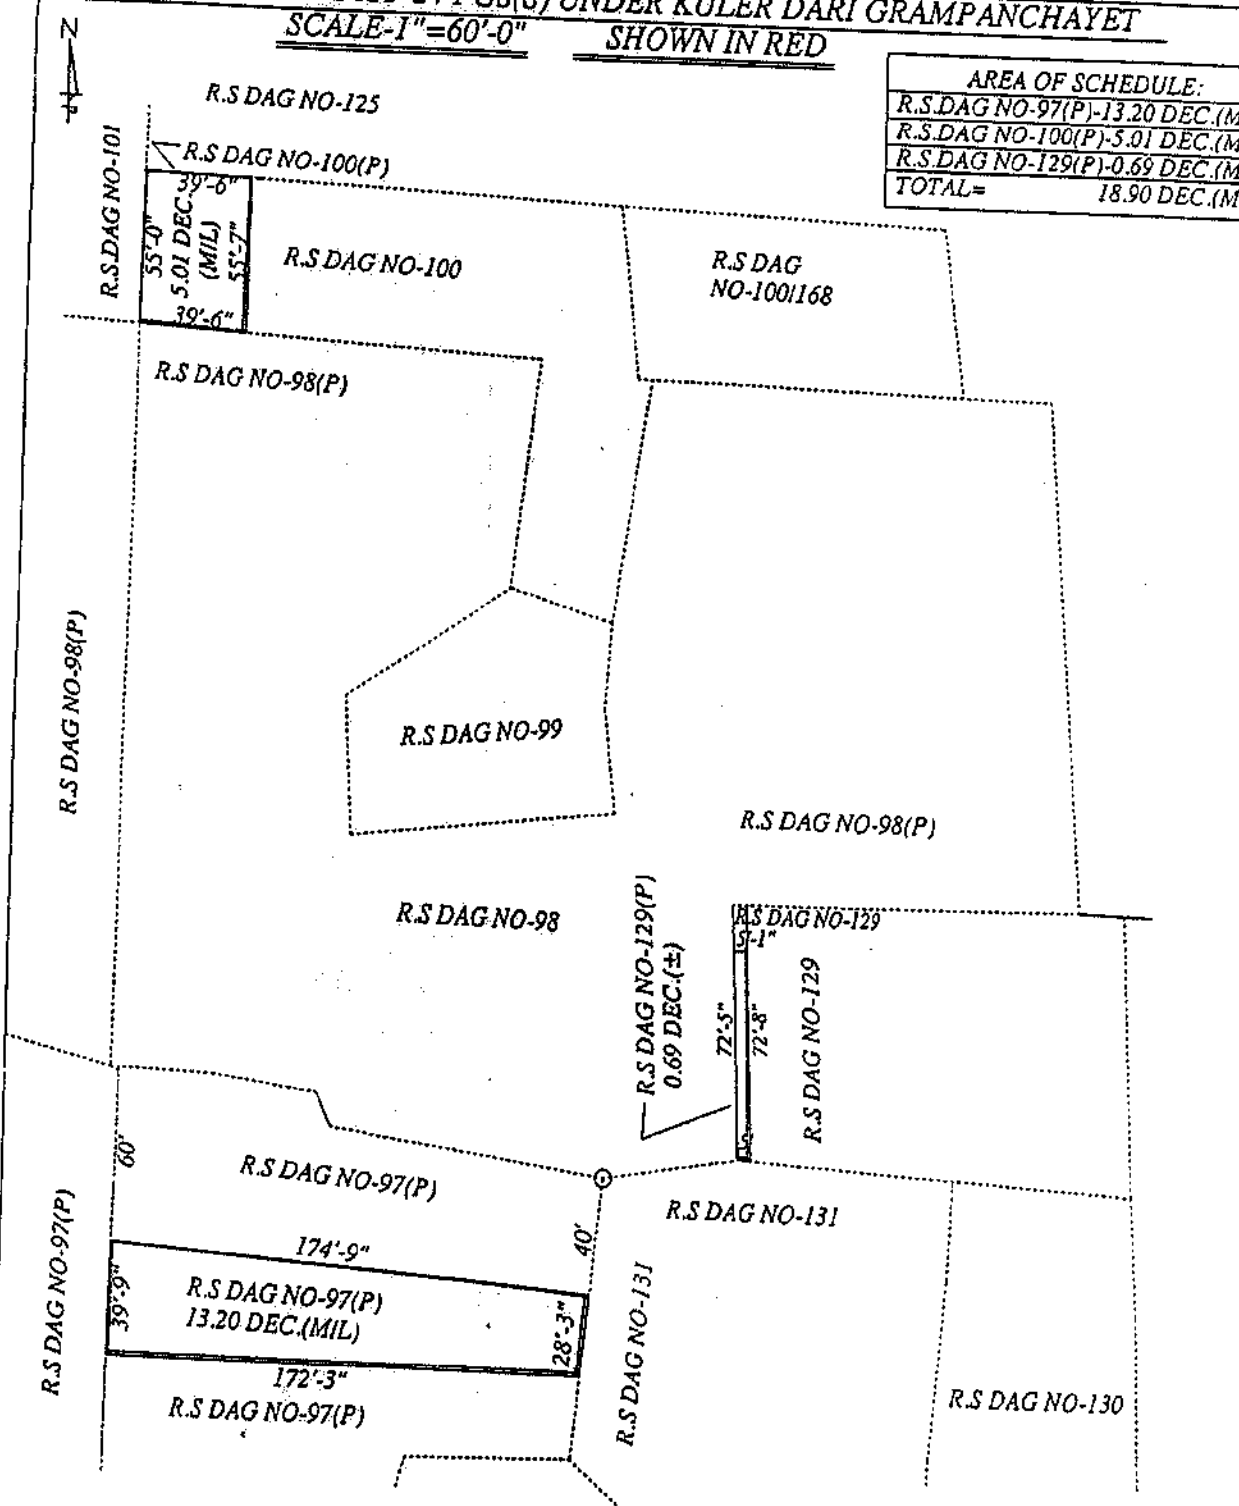 UNDER KULER DARI GRAMPANCHAYET
SCALE-1"=60'-0" SHOWN IN RED
N
AREA OF SCHEDULE:
R.S.DAG NO-97(P)-13.20 DEC.(M
R.S.DAG NO-100(P)-5.01 DEC.(M
R.S.DAG NO-129(P)-0.69 DEC.(M
TOTAL= 18.90 DEC.(M
R.S DAG NO-125
R.S.DAG NO-101
R.S DAG NO-100(P)
39'-6"
55'-0"
5.01 DEC.
(MIL)
55'-7"
39'-6"
R.S DAG NO-100
R.S DAG
NO-100/168
R.S DAG NO-98(P)
R.S DAG NO-98(P)
R.S DAG NO-99
R.S DAG NO-98(P)
R.S DAG NO-98
R.S DAG NO-129(P)
0.69 DEC.(±)
R.S DAG NO-129
5'-1"
72'-5"
72'-8"
R.S DAG NO-129
60'
R.S DAG NO-97(P)
40'
R.S DAG NO-131
R.S DAG NO-97(P)
174'-9"
39'-9"
R.S DAG NO-97(P)
13.20 DEC.(MIL)
28'-3"
172'-3"
R.S DAG NO-97(P)
R.S DAG NO-131
R.S DAG NO-130